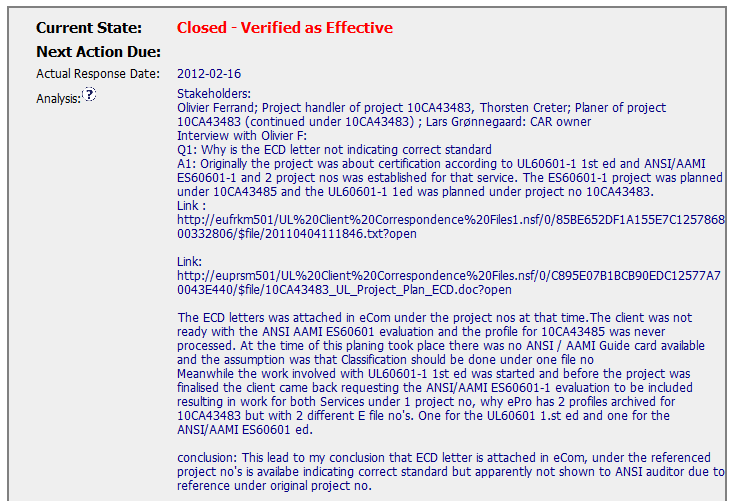 Current State: Closed - Verified as Effective
Next Action Due:
Actual Response Date: 2012-02-16
Analysis:? Stakeholders:
Olivier Ferrand; Project handler of project 10CA43483, Thorsten Creter; Planer of project
10CA43483 (continued under 10CA43483) ; Lars Grønnegaard: CAR owner
Interview with Olivier F:
Q1: Why is the ECD letter not indicating correct standard
A1: Originally the project was about certification according to UL60601-1 1st ed and ANSI/AAMI
ES60601-1 and 2 project nos was established for that service. The ES60601-1 project was planned
under 10CA43485 and the UL60601-1 1ed was planned under project no 10CA43483.
Link :
http://eufrkm501/UL%20Client%20Correspondence%20Files1.nsf/0/85BE652DF1A155E7C1257868
00332806/$file/20110404111846.txt?open
Link:
http://euprsm501/UL%20Client%20Correspondence%20Files.nsf/0/C895E07B1BCB90EDC12577A7
0043E440/$file/10CA43483_UL_Project_Plan_ECD.doc?open
The ECD letters was attached in eCom under the project nos at that time.The client was not
ready with the ANSI AAMI ES60601 evaluation and the profile for 10CA43485 was never
processed. At the time of this planing took place there was no ANSI / AAMI Guide card available
and the assumption was that Classification should be done under one file no
Meanwhile the work involved with UL60601-1 1st ed was started and before the project was
finalised the client came back requesting the ANSI/AAMI ES60601-1 evaluation to be included
resulting in work for both Services under 1 project no, why ePro has 2 profiles archived for
10CA43483 but with 2 different E file no's. One for the UL60601 1.st ed and one for the
ANSI/AAMI ES60601 ed.
conclusion: This lead to my conclusion that ECD letter is attached in eCom, under the referenced
project no's is availabe indicating correct standard but apparently not shown to ANSI auditor due to
reference under original project no.